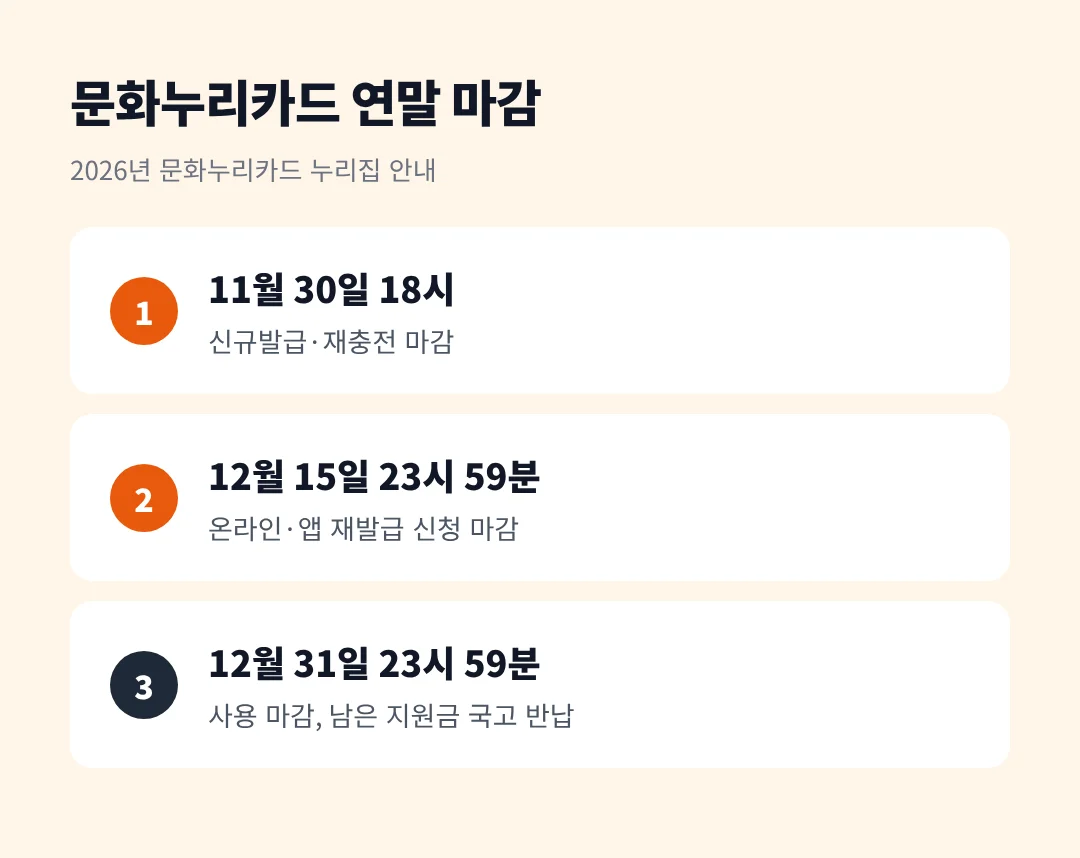 문화누리카드 연말 마감
2026년 문화누리카드 누리집 안내
1
11월 30일 18시
신규발급·재충전 마감
2
12월 15일 23시 59분
온라인·앱 재발급 신청 마감
3
12월 31일 23시 59분
사용 마감, 남은 지원금 국고 반납